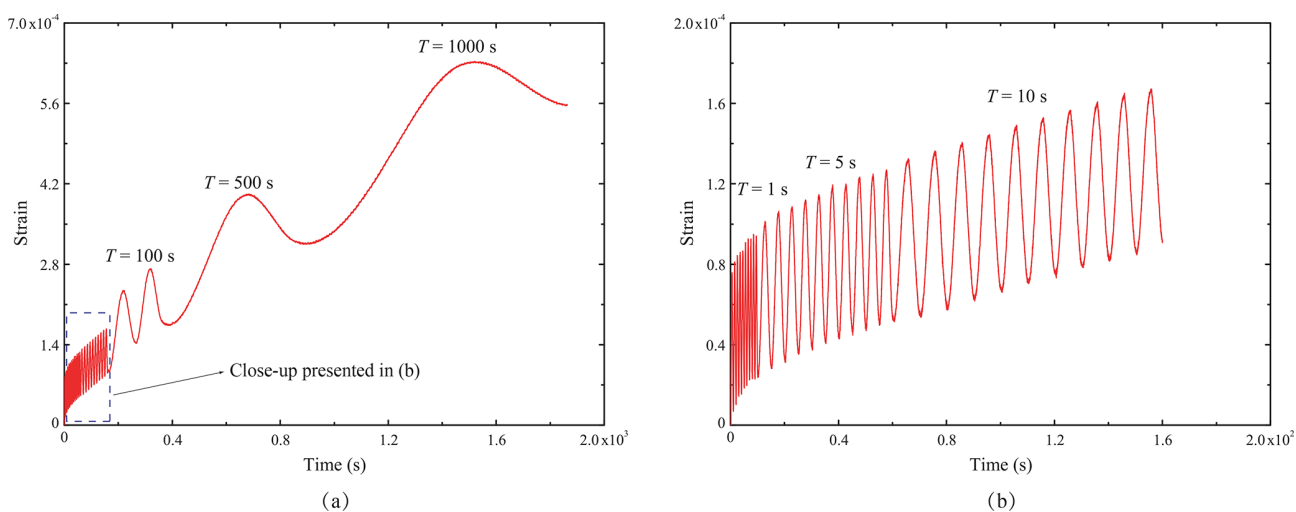 7.0x10⁻⁴
5.6
4.2
2.8
1.4
0
Strain
T = 1000 s
T = 500 s
T = 100 s
Close-up presented in (b)
0 0.4 0.8 1.2 1.6 2.0x10³
Time (s)
(a)
2.0x10⁻⁴
1.6
1.2
0.8
0.4
0
Strain
T = 10 s
T = 5 s
T = 1 s
0 0.4 0.8 1.2 1.6 2.0x10²
Time (s)
(b)